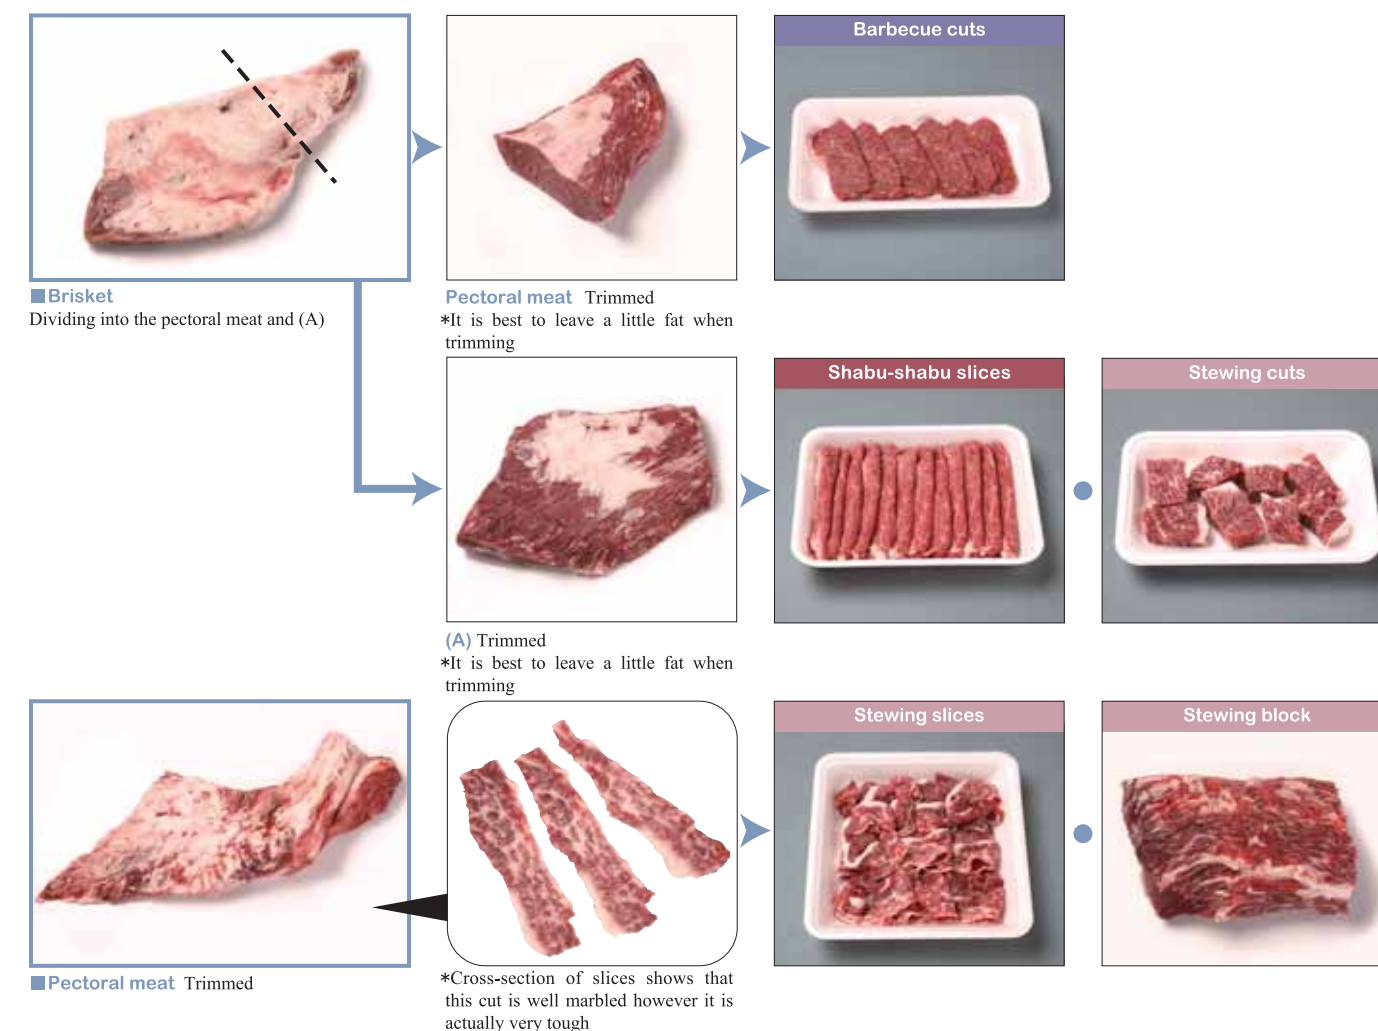 Barbecue cuts
■Brisket
Dividing into the pectoral meat and (A)
Pectoral meat Trimmed
*It is best to leave a little fat when
trimming
Shabu-shabu slices
Stewing cuts
(A) Trimmed
*It is best to leave a little fat when
trimming
Stewing slices
Stewing block
■Pectoral meat Trimmed
*Cross-section of slices shows that
this cut is well marbled however it is
actually very tough